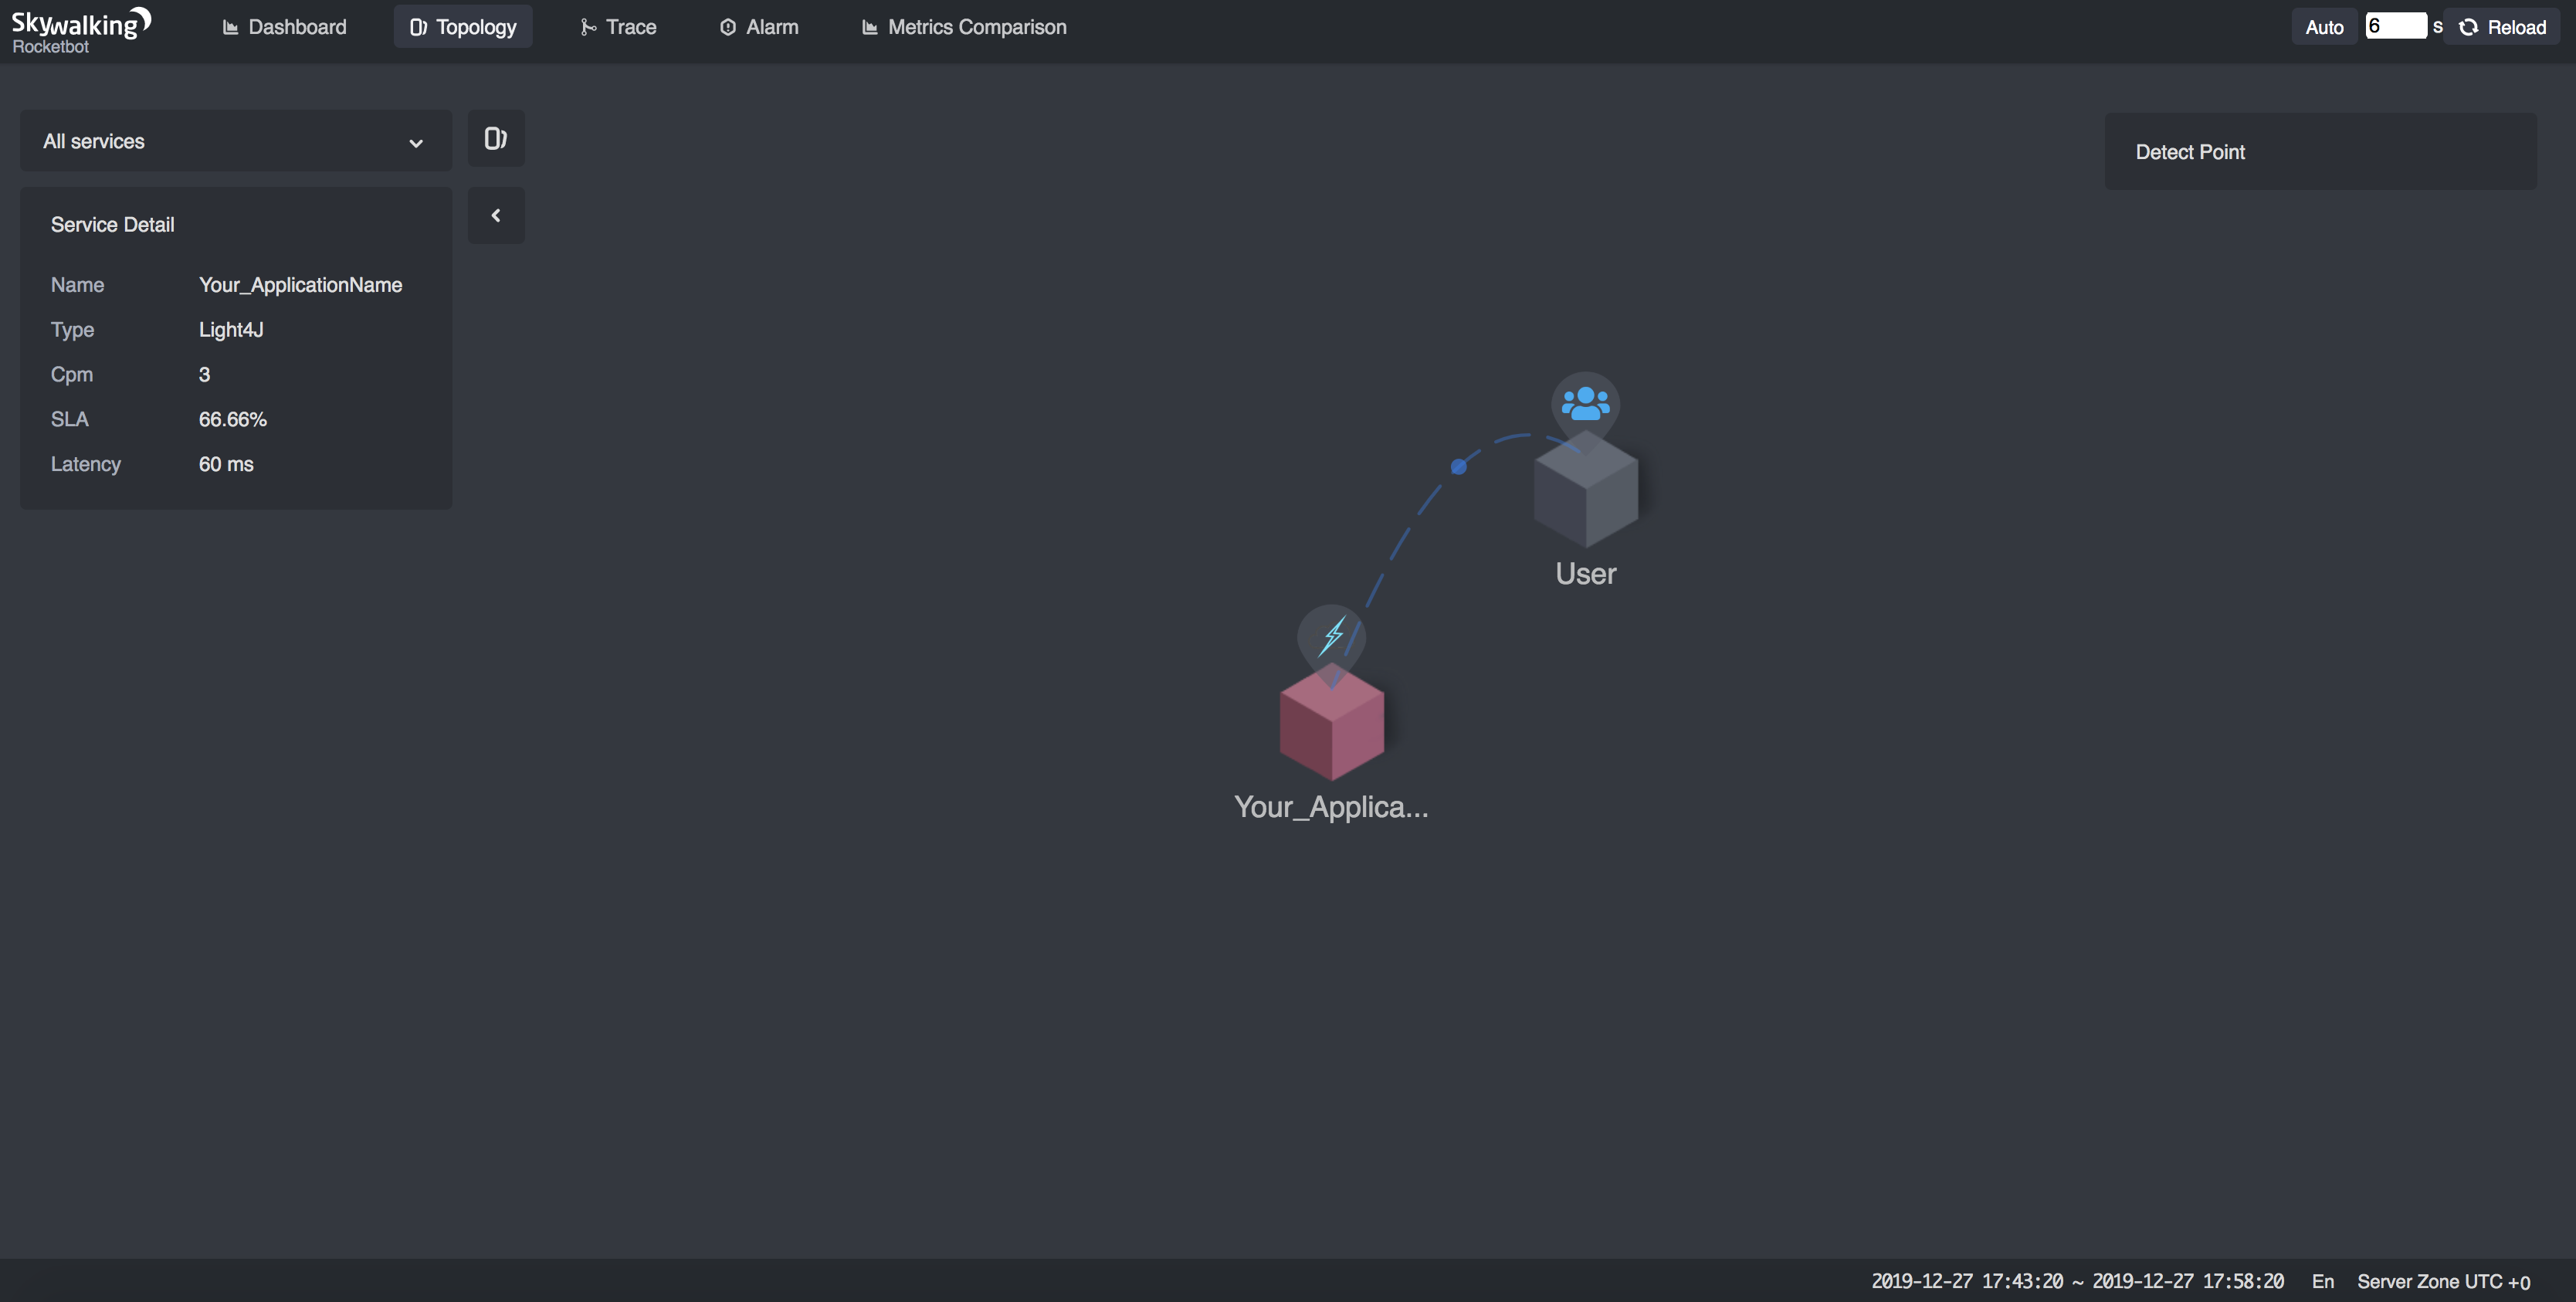 Skywalking
Rocketbot
Dashboard
Topology
Trace
Alarm
Metrics Comparison
Auto 6 s Reload
All services
Detect Point
Service Detail
Name Your_ApplicationName
Type Light4J
Cpm 3
SLA 66.66%
Latency 60 ms
User
Your_Applica...
2019-12-27 17:43:20 ~ 2019-12-27 17:58:20 En Server Zone UTC +0